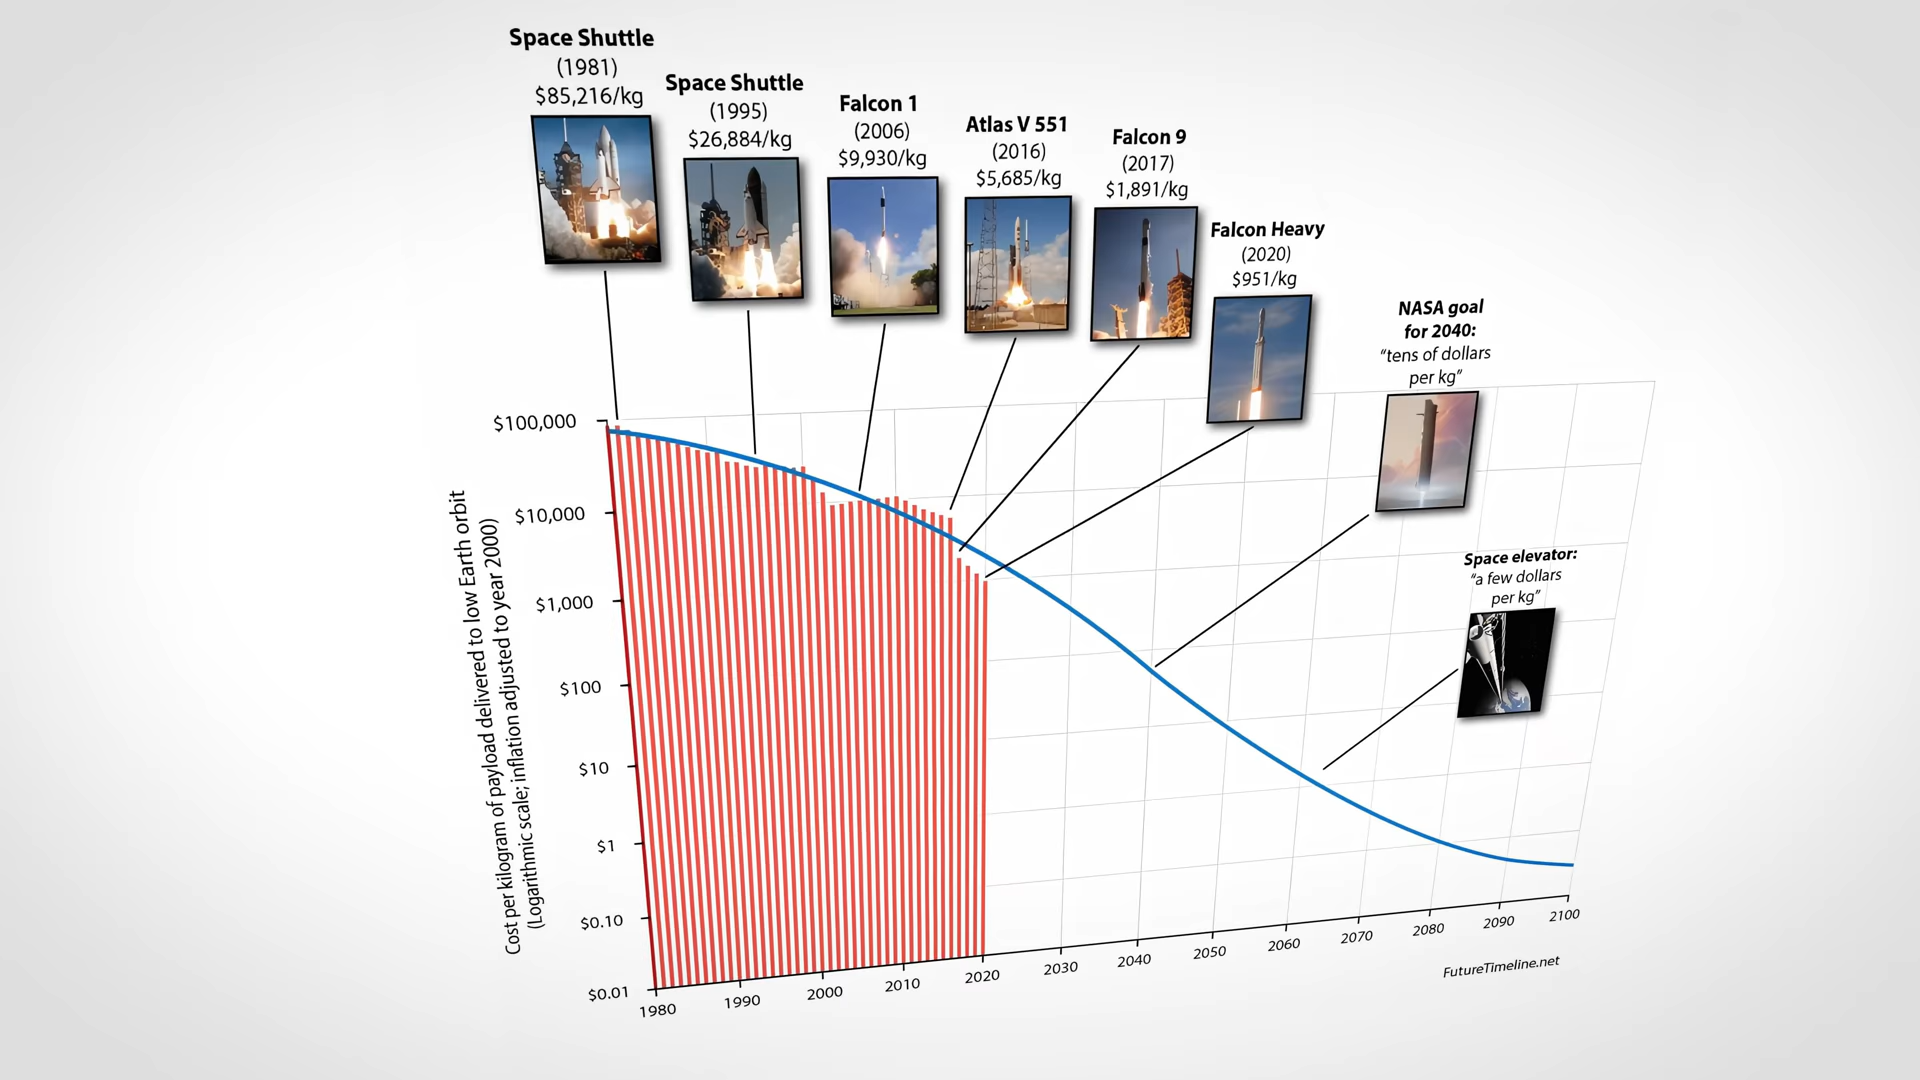 Space Shuttle
(1981)
$85,216/kg
Space Shuttle
(1995)
$26,884/kg
Falcon 1
(2006)
$9,930/kg
Atlas V 551
(2016)
$5,685/kg
Falcon 9
(2017)
$1,891/kg
Falcon Heavy
(2020)
$951/kg
NASA goal
for 2040:
“tens of dollars
per kg”
Space elevator:
“a few dollars
per kg”
Cost per kilogram of payload delivered to low Earth orbit
(Logarithmic scale; inflation adjusted to year 2000)
$100,000
$10,000
$1,000
$100
$10
$1
$0.10
$0.01
1980
1990
2000
2010
2020
2030
2040
2050
2060
2070
2080
2090
2100
FutureTimeline.net